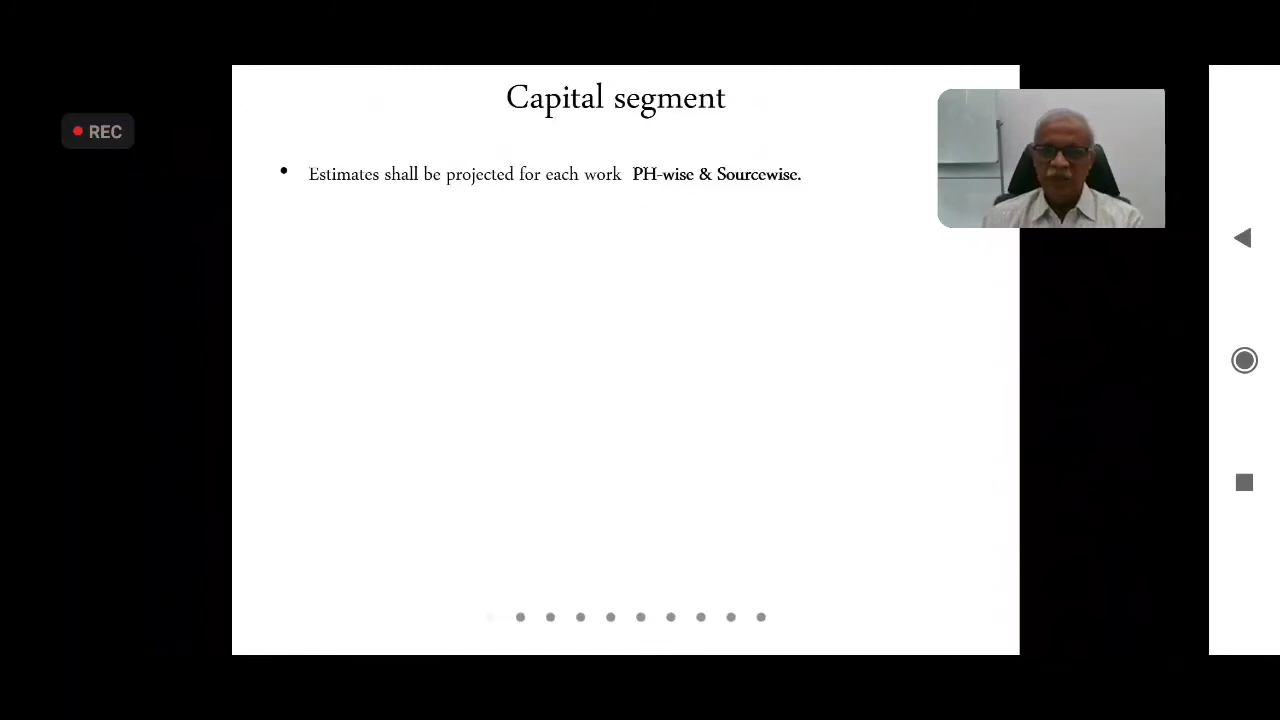 Capital segment
REC
• Estimates shall be projected for each work PH-wise & Sourcewise.